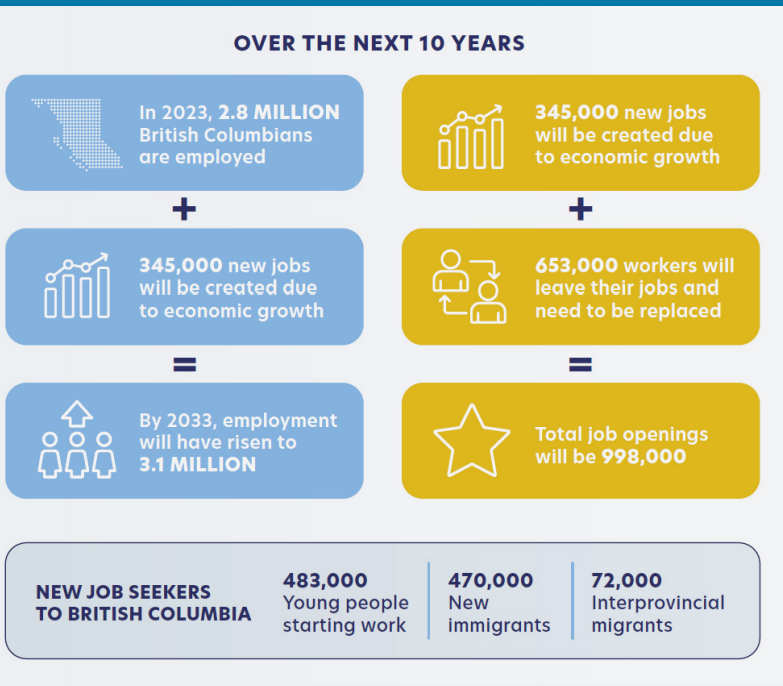 OVER THE NEXT 10 YEARS
In 2023, 2.8 MILLION
British Columbians
are employed
+
345,000 new jobs
will be created due
to economic growth
=
By 2033, employment
will have risen to
3.1 MILLION
345,000 new jobs
will be created due
to economic growth
+
653,000 workers will
leave their jobs and
need to be replaced
=
Total job openings
will be 998,000
NEW JOB SEEKERS
TO BRITISH COLUMBIA
483,000
Young people
starting work
470,000
New
immigrants
72,000
Interprovincial
migrants